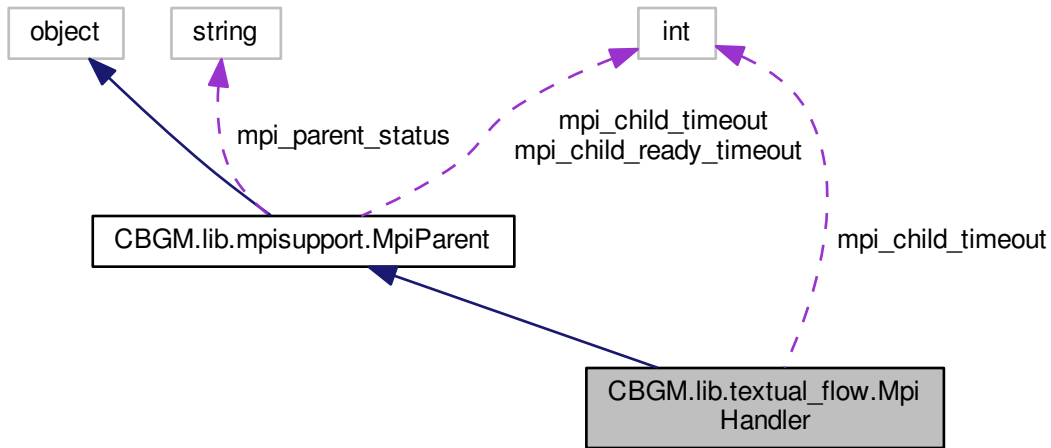 object
string
int
mpi_parent_status
mpi_child_timeout
mpi_child_ready_timeout
CBGM.lib.mpisupport.MpiParent
mpi_child_timeout
CBGM.lib.textual_flow.Mpi
Handler